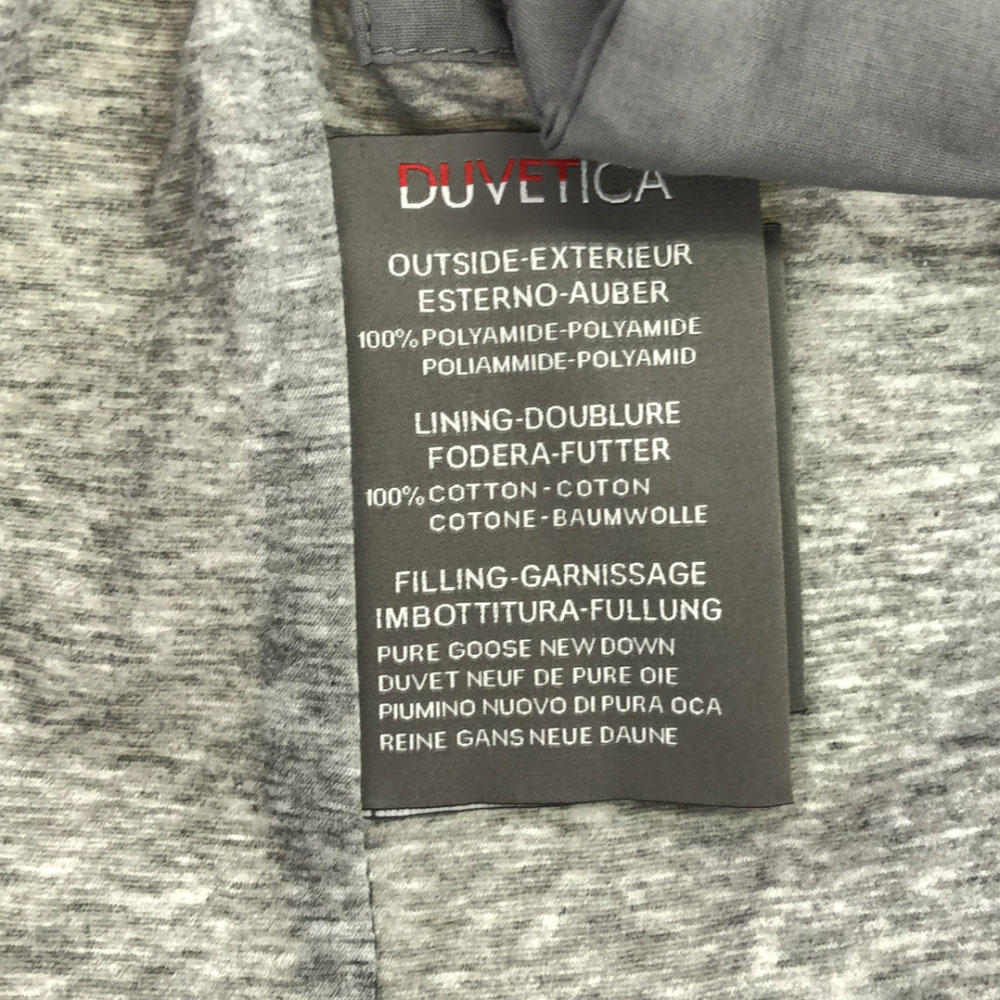 DUVETICA
OUTSIDE-EXTERIEUR
ESTERNO-AUBER
100% POLYAMIDE-POLYAMIDE
POLIAMMIDE-POLYAMID
LINING-DOUBLURE
FODERA-FUTTER
100% COTTON-COTON
COTONE-BAUMWOLLE
FILLING-GARNISSAGE
IMBOTTITURA-FULLUNG
PURE GOOSE NEW DOWN
DUVET NEUF DE PURE OIE
PIUMINO NUOVO DI PURA OCA
REINE GANS NEUE DAUNE